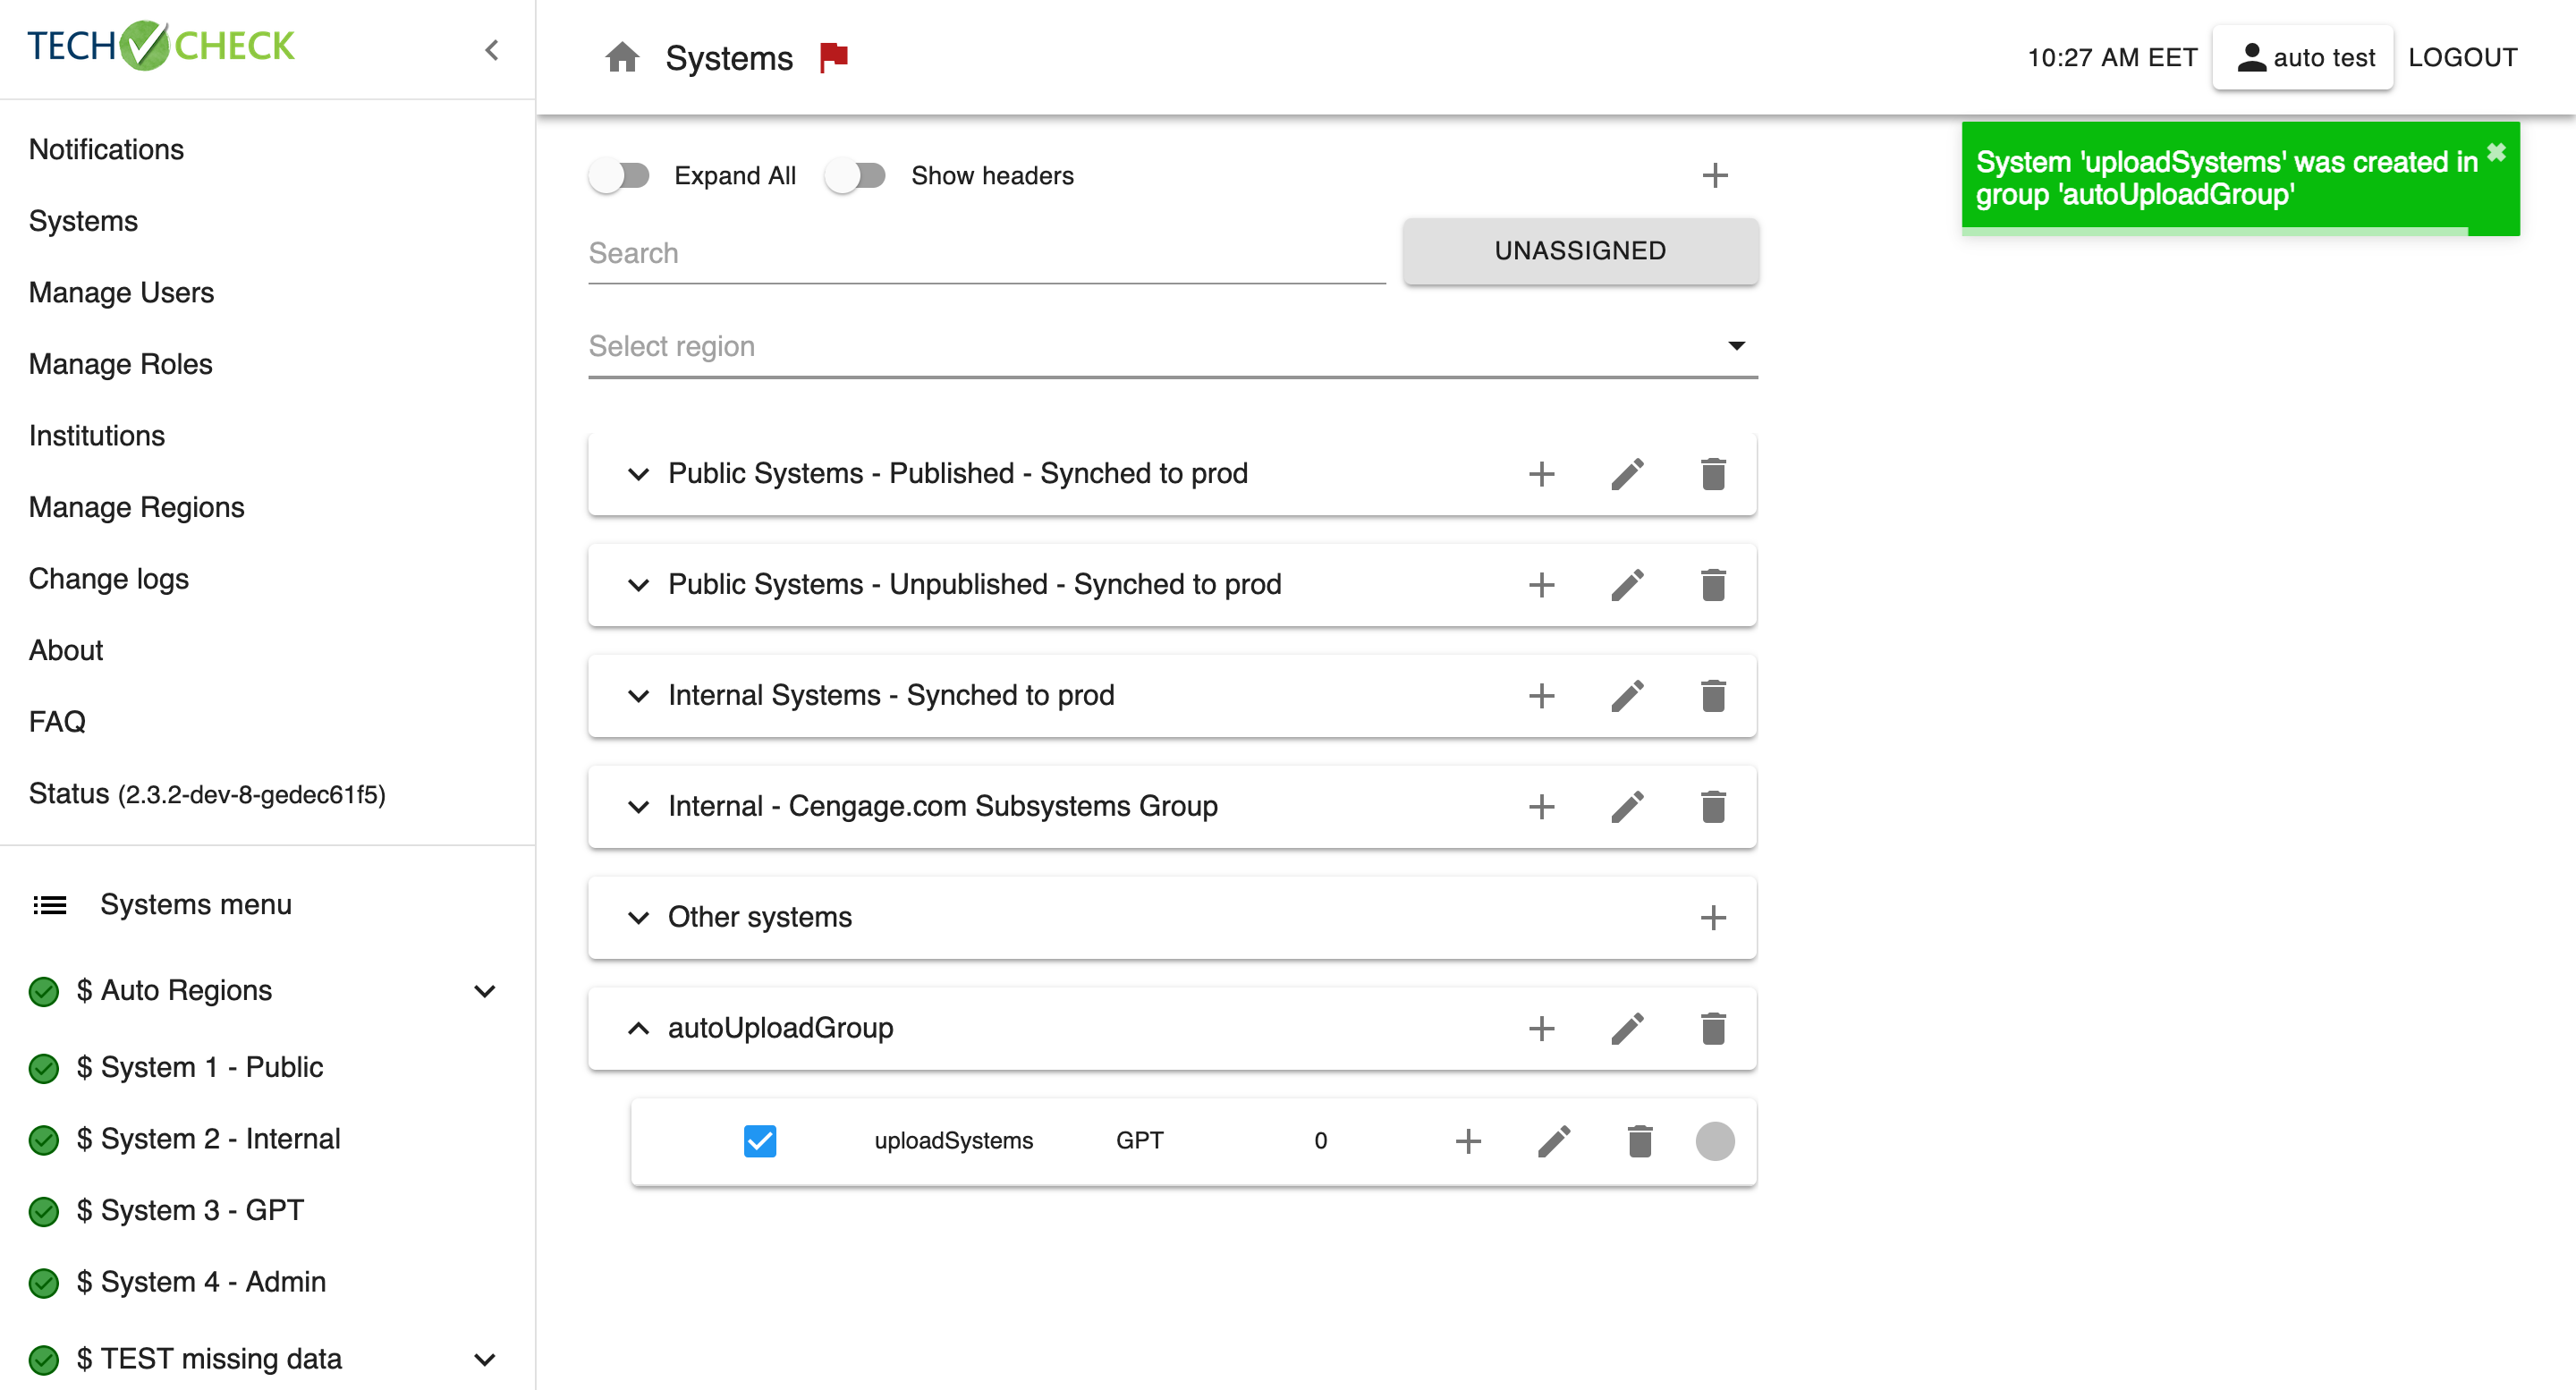 TECH CHECK
Notifications
Systems
Manage Users
Manage Roles
Institutions
Manage Regions
Change logs
About
FAQ
Status (2.3.2-dev-8-gedec61f5)
Systems menu
$ Auto Regions
$ System 1 - Public
$ System 2 - Internal
$ System 3 - GPT
$ System 4 - Admin
$ TEST missing data
Systems
10:27 AM EET
auto test
LOGOUT
Expand All
Show headers
Search
UNASSIGNED
Select region
Public Systems - Published - Synched to prod
Public Systems - Unpublished - Synched to prod
Internal Systems - Synched to prod
Internal - Cengage.com Subsystems Group
Other systems
autoUploadGroup
uploadSystems GPT 0
System 'uploadSystems' was created in
group 'autoUploadGroup'